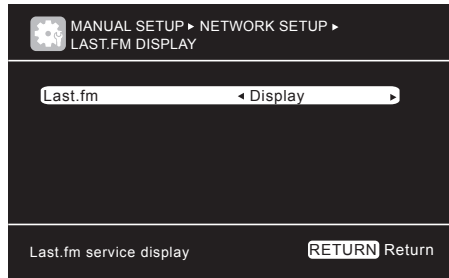 MANUAL SETUP ▸ NETWORK SETUP ▸
LAST.FM DISPLAY
Last.fm ◂ Display ▸
Last.fm service display RETURN Return